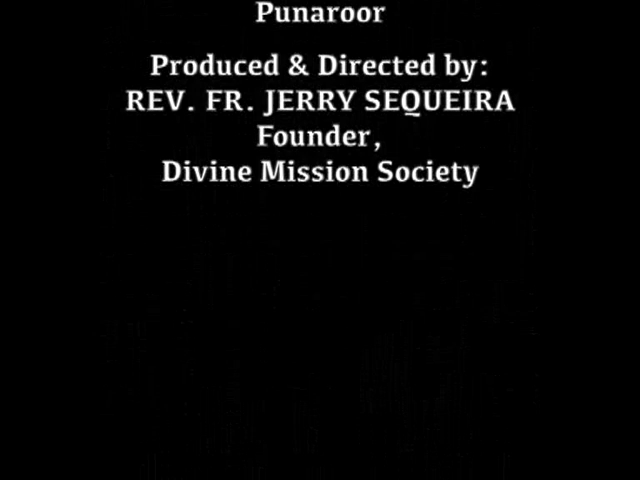 Punaroor
Produced & Directed by:
REV. FR. JERRY SEQUEIRA
Founder,
Divine Mission Society